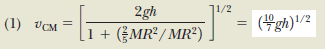 (1) v_CM = [ 2gh / 1 + (2/5 MR²/MR²) ]^1/2 = (10/7 gh)^1/2